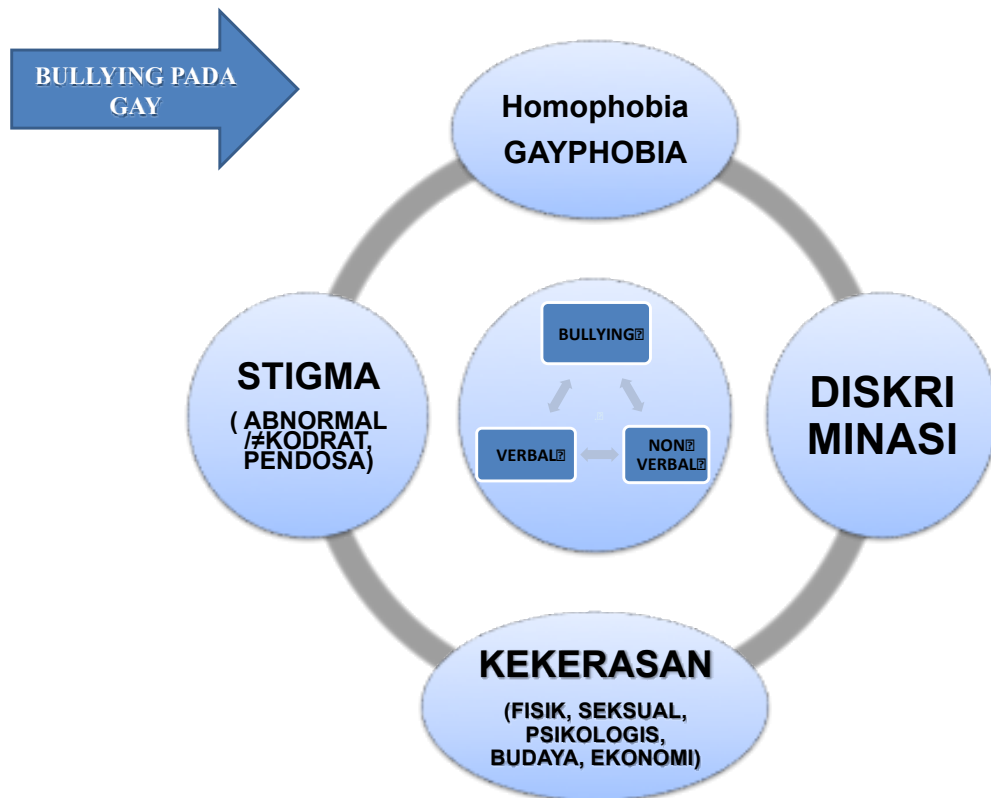 BULLYING PADA
GAY
Homophobia
GAYPHOBIA
STIGMA
( ABNORMAL
/≠KODRAT,
PENDOSA)
BULLYING⍰
VERBAL⍰
NON⍰
VERBAL⍰
DISKRI
MINASI
KEKERASAN
(FISIK, SEKSUAL,
PSIKOLOGIS,
BUDAYA, EKONOMI)